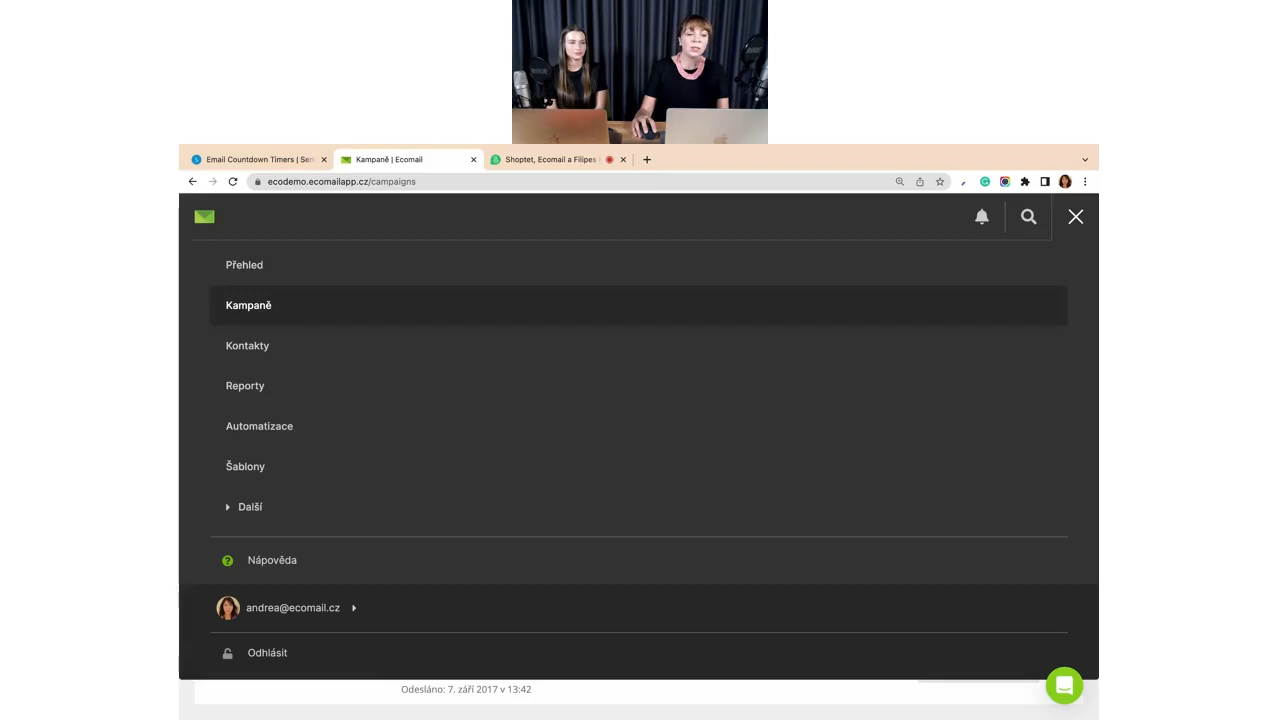 Email Countdown Timers | Sen
Kampaně | Ecomail
Shoptet, Ecomail a Filipes
ecodemo.ecomailapp.cz/campaigns
Přehled
Kampaně
Kontakty
Reporty
Automatizace
Šablony
Další
Nápověda
andrea@ecomail.cz
Odhlásit
Odesláno: 7. září 2017 v 13:42